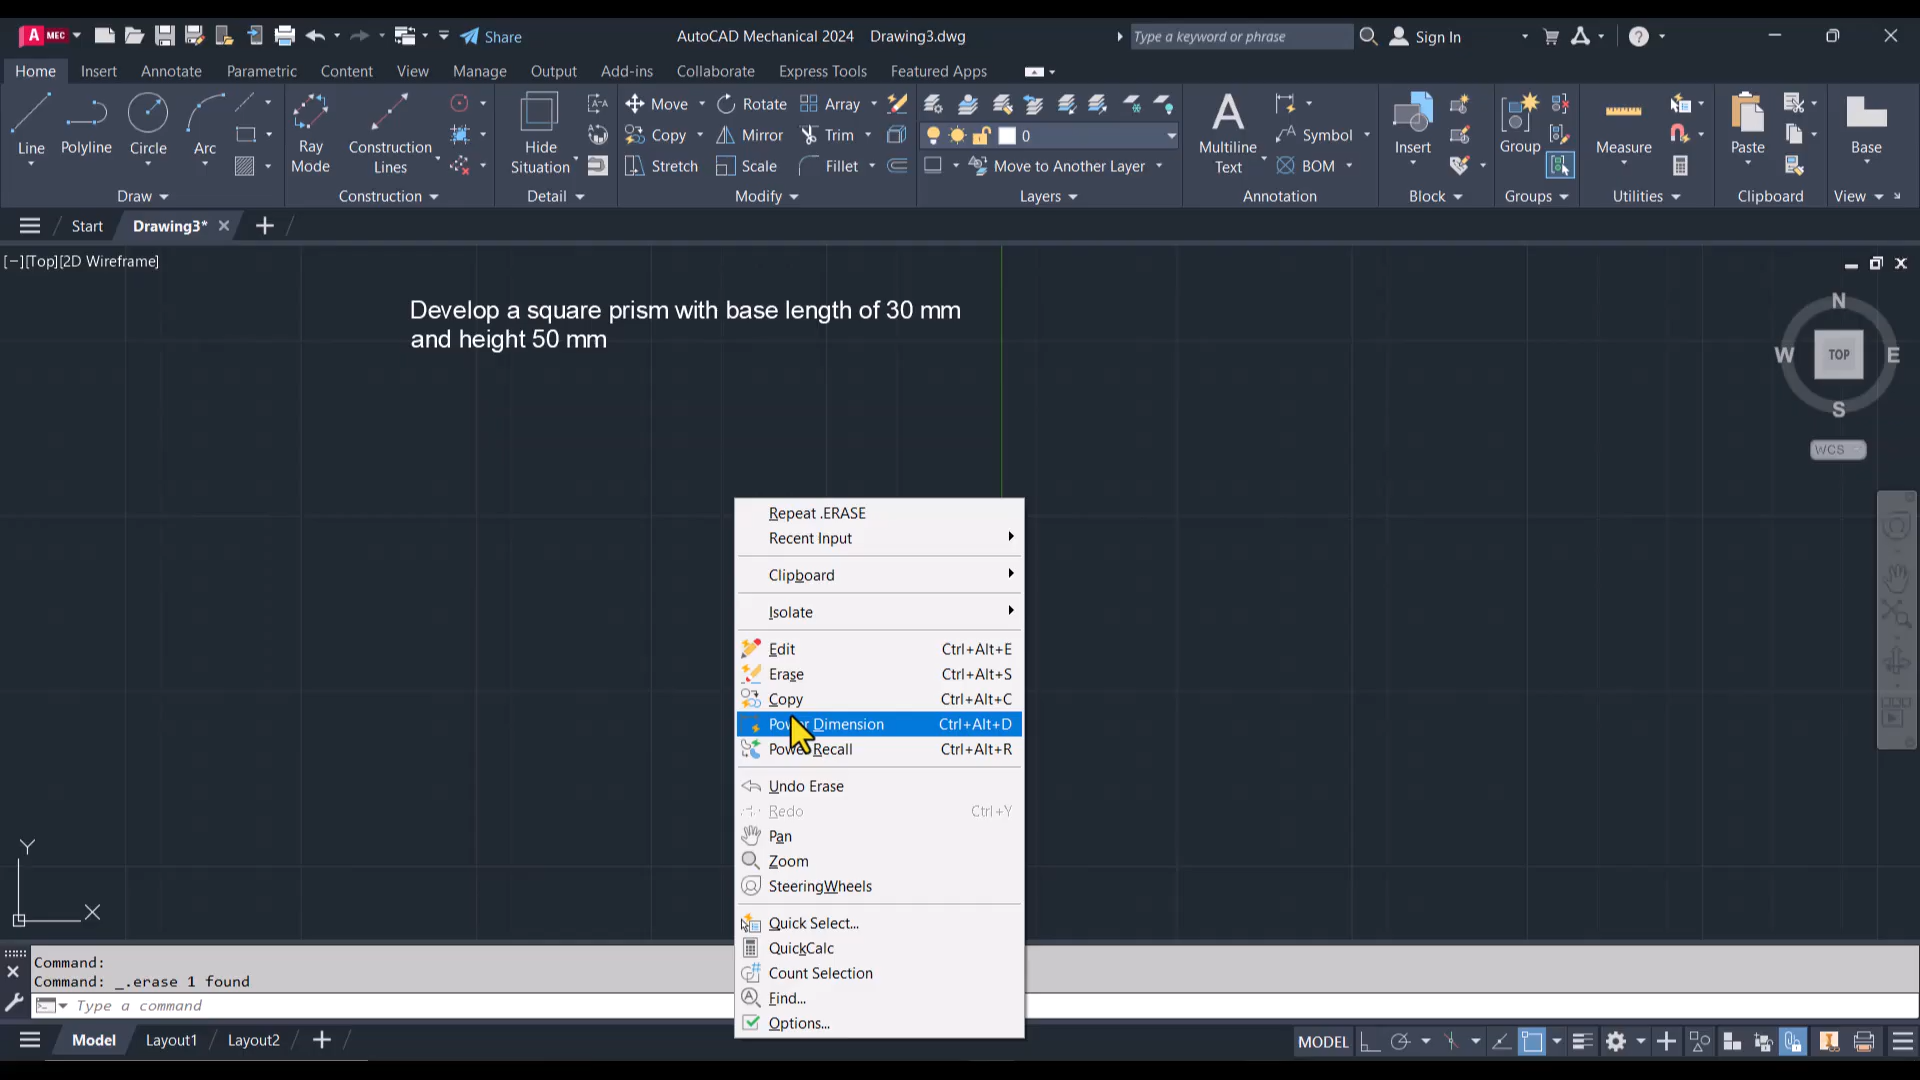 A MEC Share AutoCAD Mechanical 2024 Drawing3.dwg Type a keyword or phrase Sign In
Home Insert Annotate Parametric Content View Manage Output Add-ins Collaborate Express Tools Featured Apps
Line Polyline Circle Arc
Ray Mode
Construction Lines
Hide Situation
Move Rotate Array
Copy Mirror Trim
Stretch Scale Fillet
0
Move to Another Layer
Multiline Text
Symbol
BOM
Insert
Group
Measure
Paste
Base
Draw Construction Detail Modify Layers Annotation Block Groups Utilities Clipboard View
Start Drawing3*
[−][Top][2D Wireframe]
Develop a square prism with base length of 30 mm
and height 50 mm
N
W TOP E
S
WCS
Repeat .ERASE
Recent Input
Clipboard
Isolate
Edit Ctrl+Alt+E
Erase Ctrl+Alt+S
Copy Ctrl+Alt+C
Power Dimension Ctrl+Alt+D
Power Recall Ctrl+Alt+R
Undo Erase
Redo Ctrl+Y
Pan
Zoom
SteeringWheels
Quick Select...
QuickCalc
Count Selection
Find...
Options...
Y
X
Command:
Command: _.erase 1 found
Type a command
Model Layout1 Layout2
MODEL